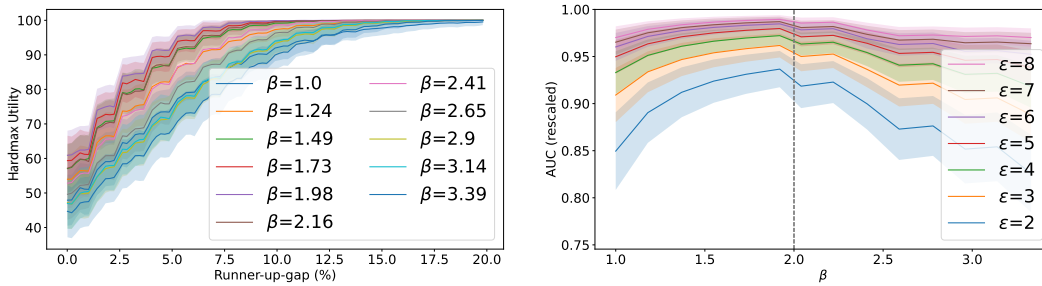 100
90
80
70
60
50
40
Hardmax Utility
0.0 2.5 5.0 7.5 10.0 12.5 15.0 17.5 20.0
Runner-up-gap (%)
β=1.0
β=1.24
β=1.49
β=1.73
β=1.98
β=2.16
β=2.41
β=2.65
β=2.9
β=3.14
β=3.39
1.00
0.95
0.90
0.85
0.80
0.75
AUC (rescaled)
1.0 1.5 2.0 2.5 3.0
β
ε=8
ε=7
ε=6
ε=5
ε=4
ε=3
ε=2